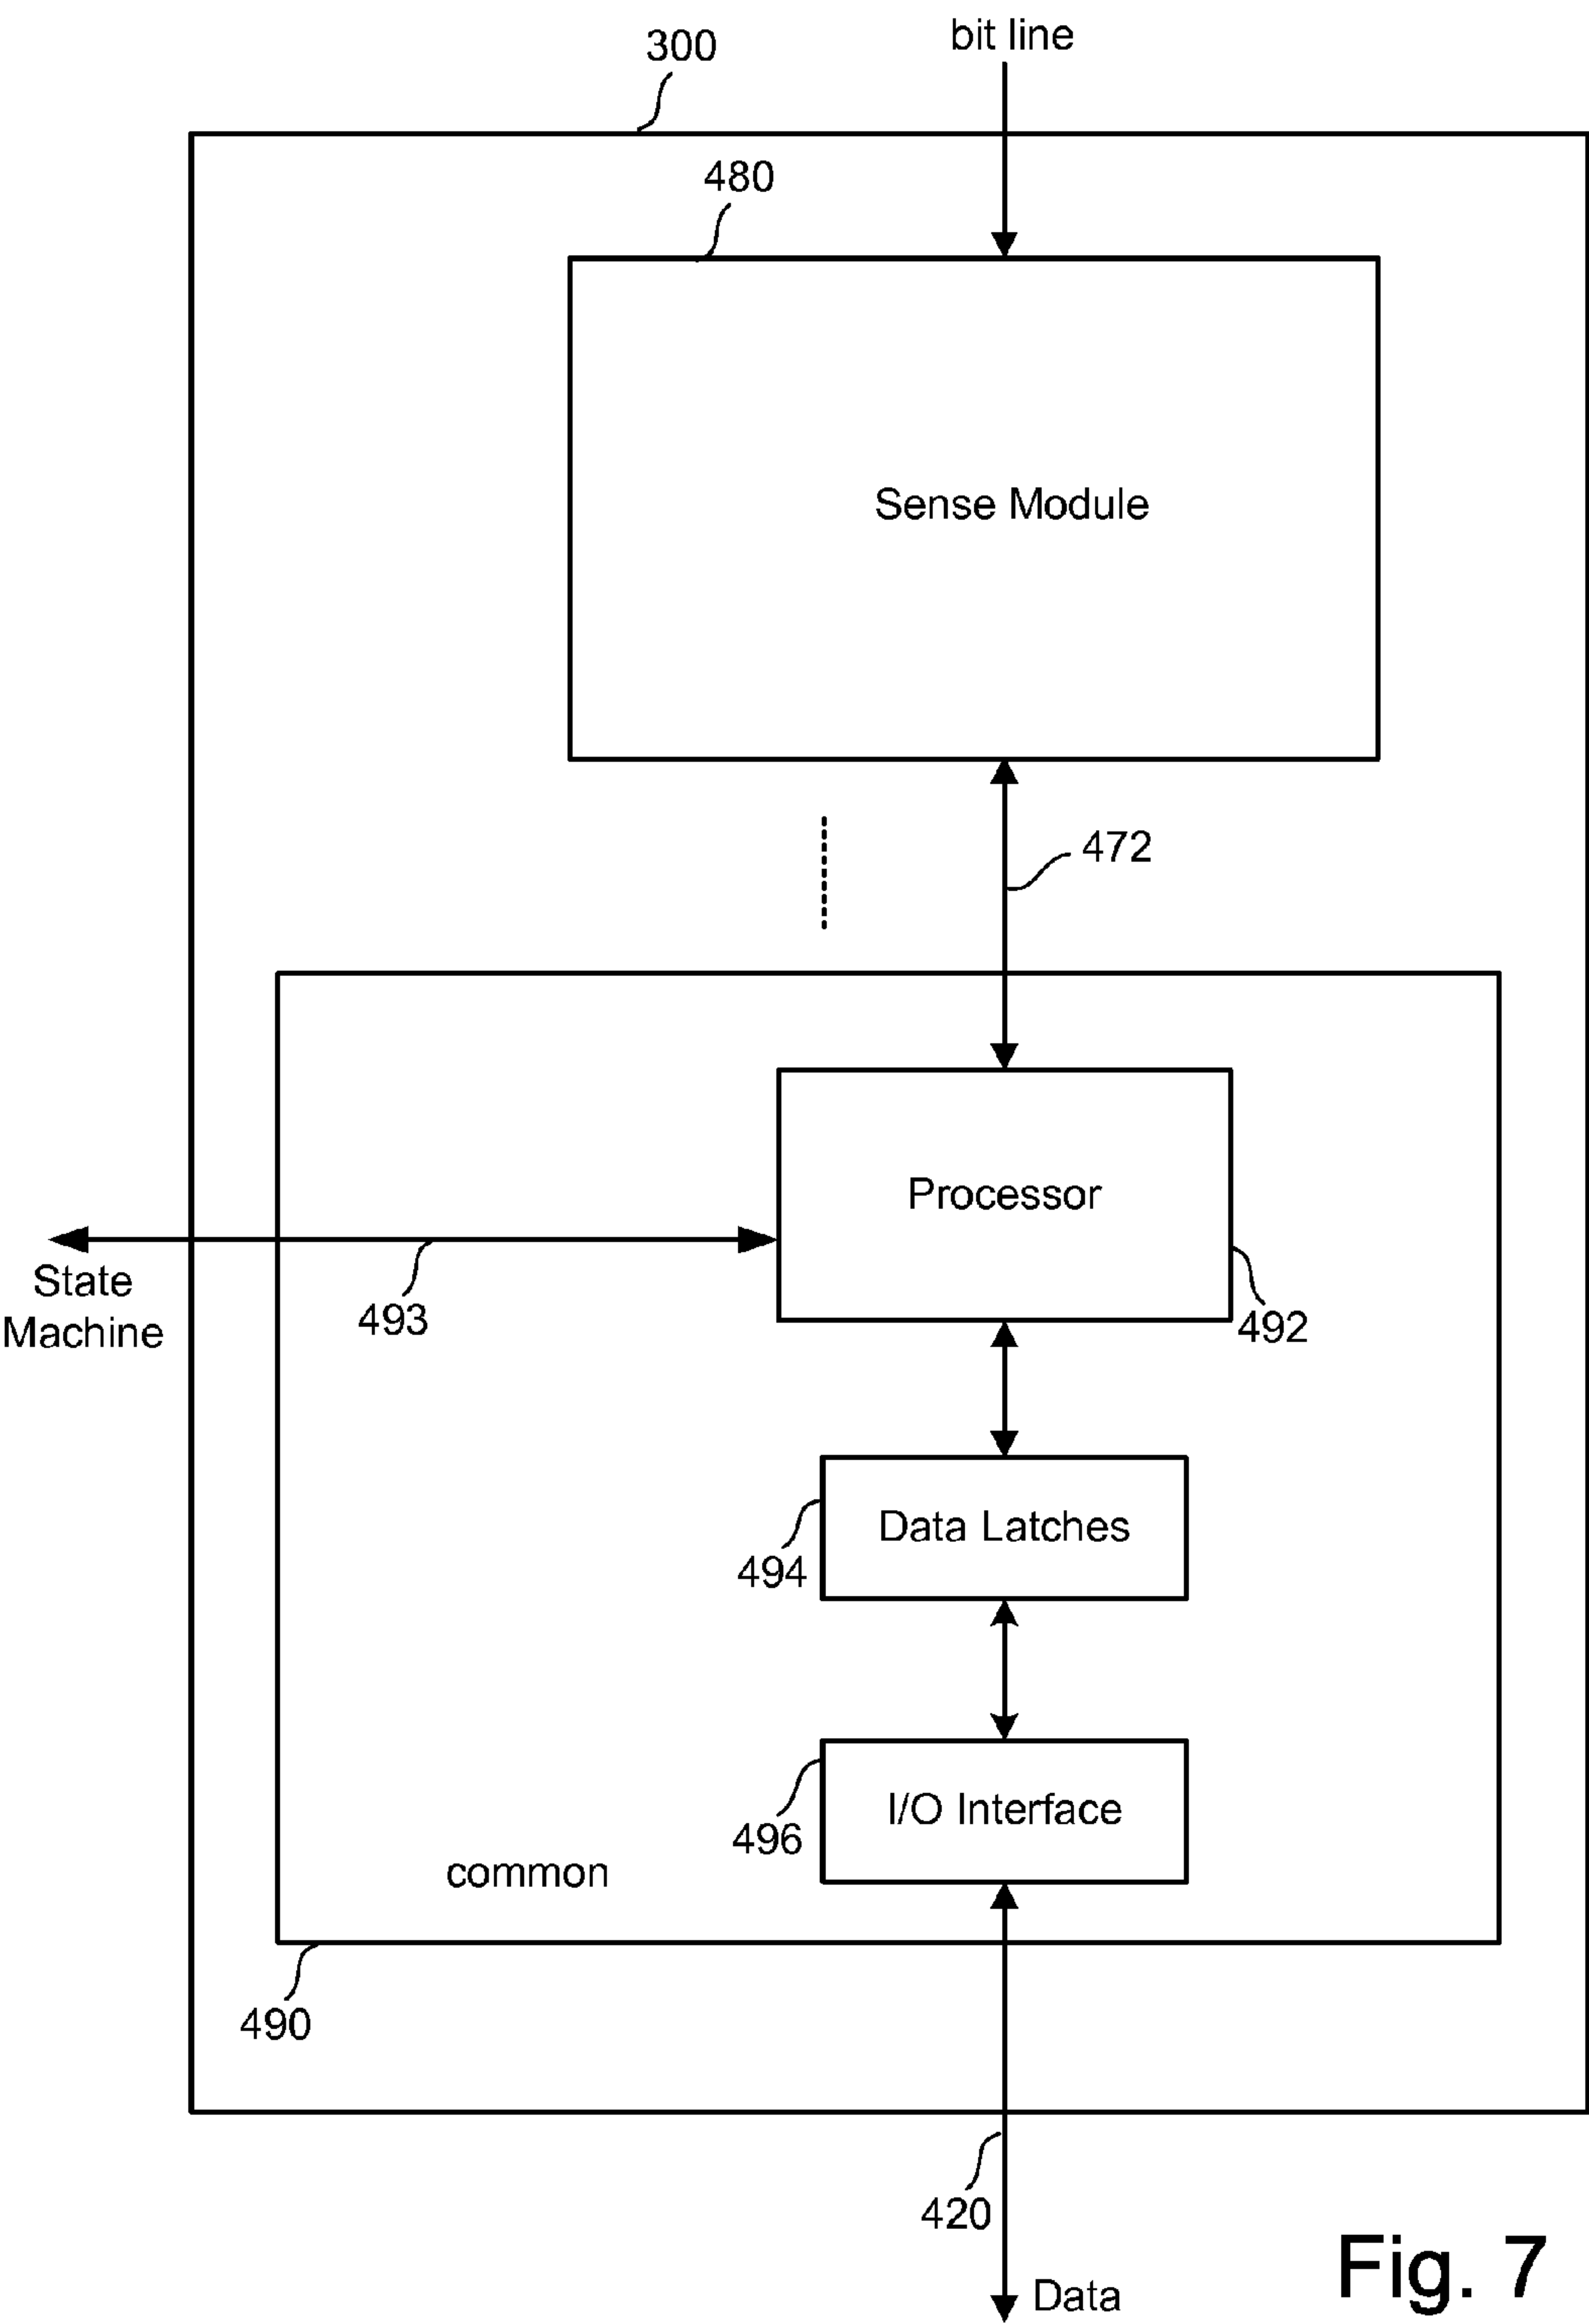 300
bit line
480
Sense Module
472
Processor
State
Machine
493
492
Data Latches
494
I/O Interface
496
common
490
420
Data
Fig. 7